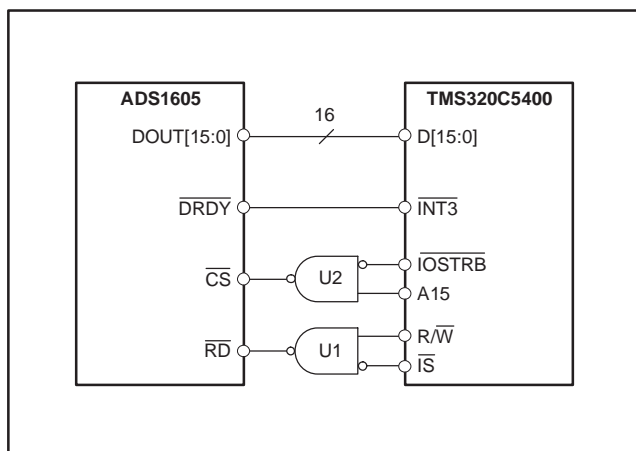 ADS1605
TMS320C5400
16
DOUT[15:0]
D[15:0]
DRDY
INT3
IOSTRB
CS
U2
A15
R/W
RD
U1
IS